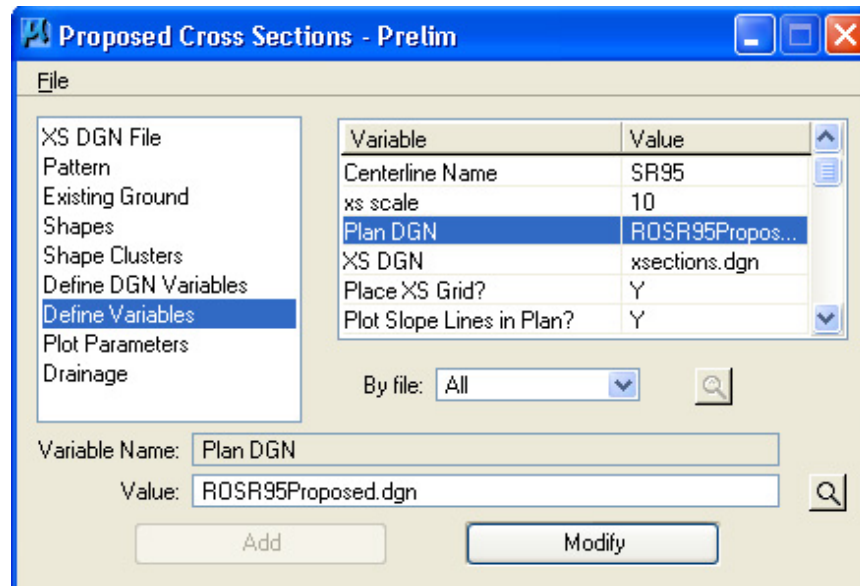 Proposed Cross Sections - Prelim
File
XS DGN File
Pattern
Existing Ground
Shapes
Shape Clusters
Define DGN Variables
Define Variables
Plot Parameters
Drainage
Variable Value
Centerline Name SR95
xs scale 10
Plan DGN ROSR95Propos...
XS DGN xsections.dgn
Place XS Grid? Y
Plot Slope Lines in Plan? Y
By file: All
Variable Name: Plan DGN
Value: ROSR95Proposed.dgn
Add Modify